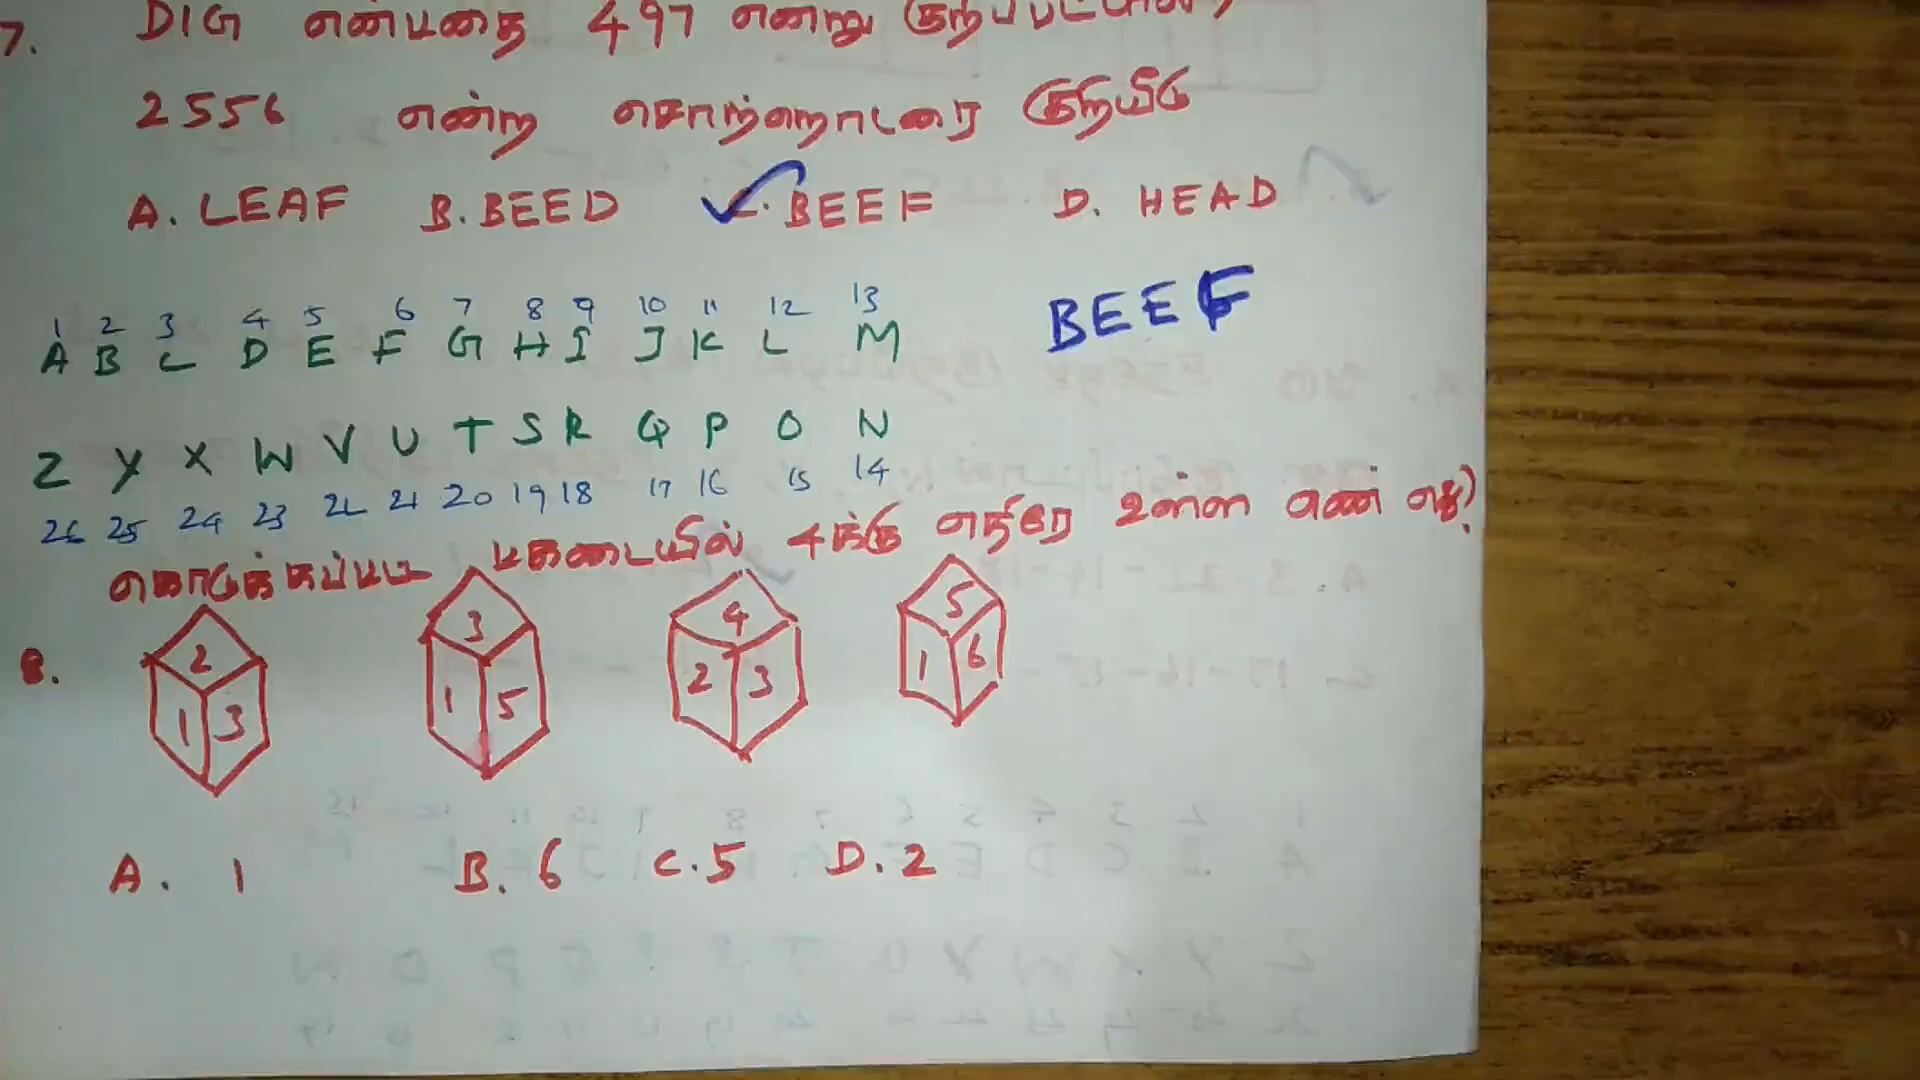 7. DIG என்பதை 497 என்று
2556 என்ற சொற்றொடரை குறியீடு
A. LEAF B. BEED C. BEEF D. HEAD
1 2 3 4 5 6 7 8 9 10 11 12 13
A B C D E F G H I J K L M
BEEF
Z Y X W V U T S R Q P O N
26 25 24 23 22 21 20 19 18 17 16 15 14
கொடுக்கப்பட்ட பகடையில் 4க்கு எதிரே உள்ள எண் எது?
8. 2 1 3 3 1 5 4 2 3 5 1 6
A. 1 B. 6 C. 5 D. 2